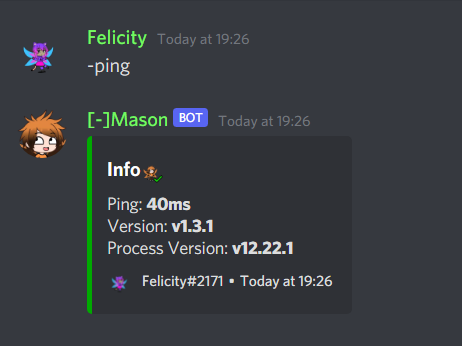 Felicity Today at 19:26
-ping
[-]Mason BOT Today at 19:26
Info
Ping: 40ms
Version: v1.3.1
Process Version: v12.22.1
Felicity#2171 • Today at 19:26